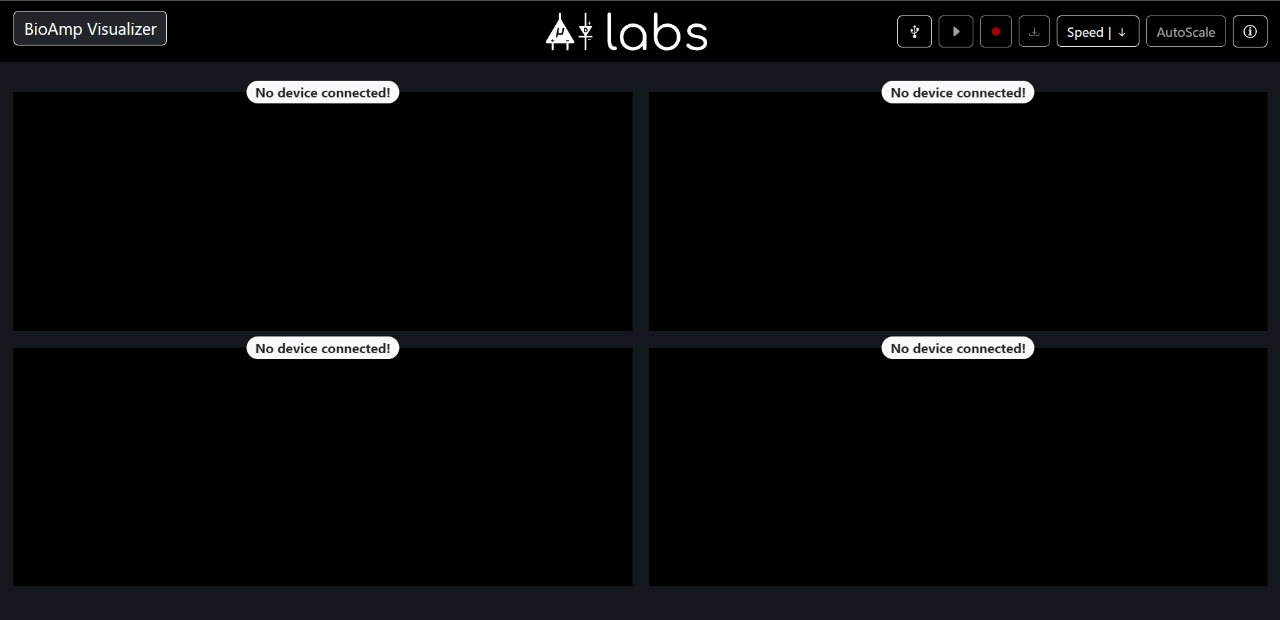 BioAmp Visualizer
labs
Speed | ↓
AutoScale
No device connected!
No device connected!
No device connected!
No device connected!